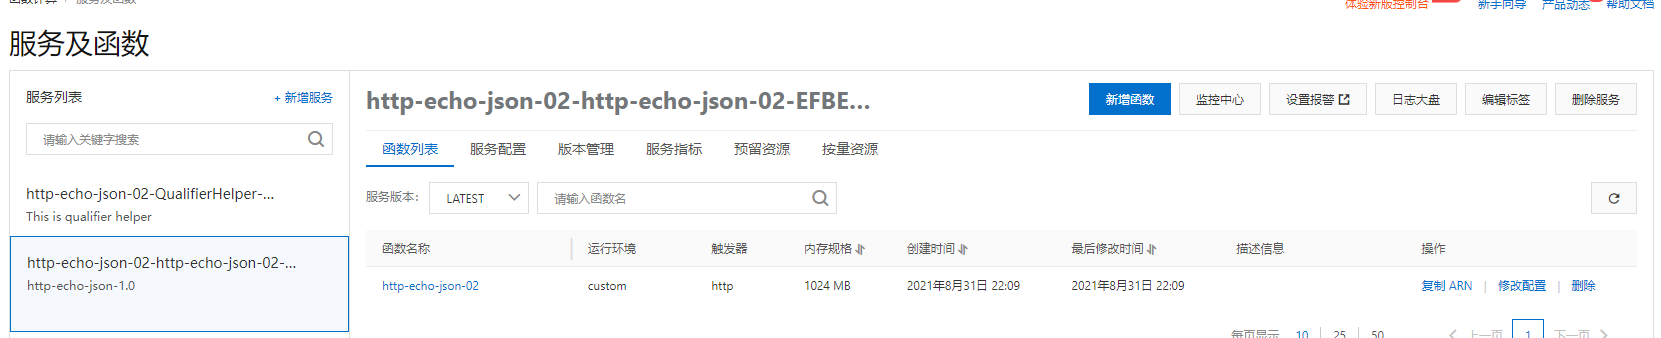 函数计算 / 服务及函数
体验新版控制台 新手向导 产品动态 帮助文档
服务及函数
服务列表 + 新增服务
请输入关键字搜索
http-echo-json-02-QualifierHelper-...
This is qualifier helper
http-echo-json-02-http-echo-json-02-...
http-echo-json-1.0
http-echo-json-02-http-echo-json-02-EFBE...
新增函数 监控中心 设置报警 日志大盘 编辑标签 删除服务
函数列表 服务配置 版本管理 服务指标 预留资源 按量资源
服务版本: LATEST 请输入函数名
函数名称 运行环境 触发器 内存规格 创建时间 最后修改时间 描述信息 操作
http-echo-json-02 custom http 1024 MB 2021年8月31日 22:09 2021年8月31日 22:09 复制 ARN | 修改配置 | 删除
每页显示 10 | 25 | 50 上一页 1 下一页